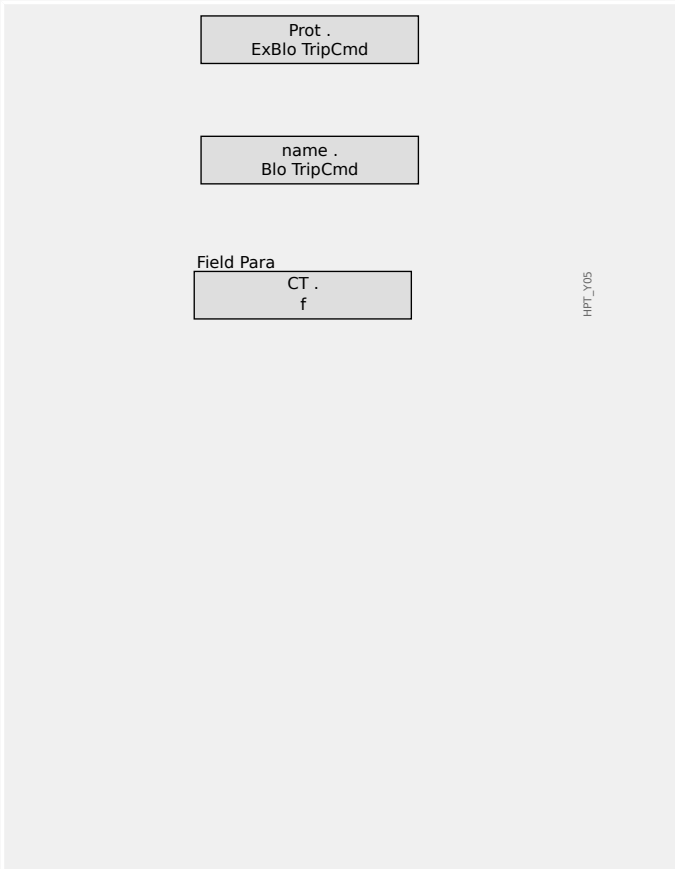 Prot .
ExBlo TripCmd
name .
Blo TripCmd
Field Para
CT .
f
HPT_Y05